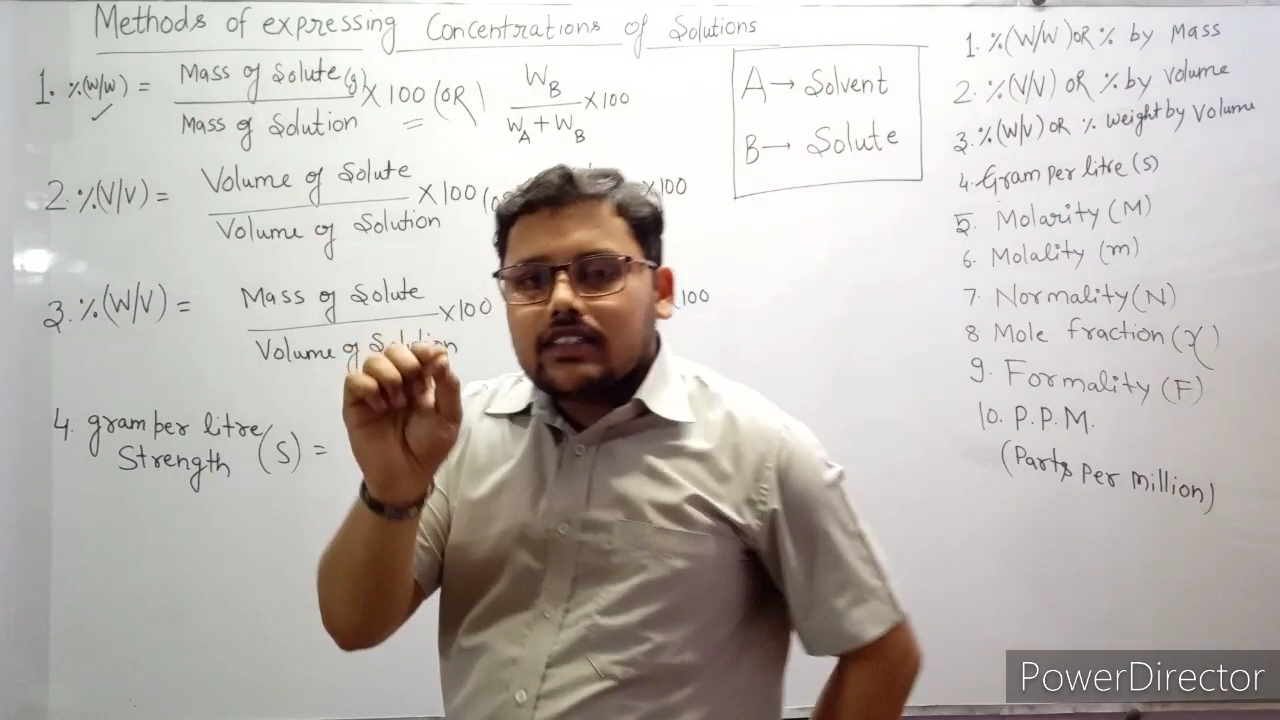 Methods of expressing Concentrations of Solutions
1. %(W/W) = Mass of Solute(g) / Mass of Solution × 100 (OR) W_B / W_A + W_B × 100
2. %(V/V) = Volume of Solute / Volume of Solution × 100 ×100
3. %(W/V) = Mass of Solute / Volume of Solution ×100 100
4. gram per litre
Strength (S) =
A → Solvent
B → Solute
1. %(W/W) OR % by Mass
2. %(V/V) OR % by Volume
3. %(W/V) OR % Weight by Volume
4. Gram per litre (S)
5. Molarity (M)
6. Molality (m)
7. Normality (N)
8 Mole fraction (χ)
9. Formality (F)
10. P.P.M.
(Parts Per Million)
PowerDirector